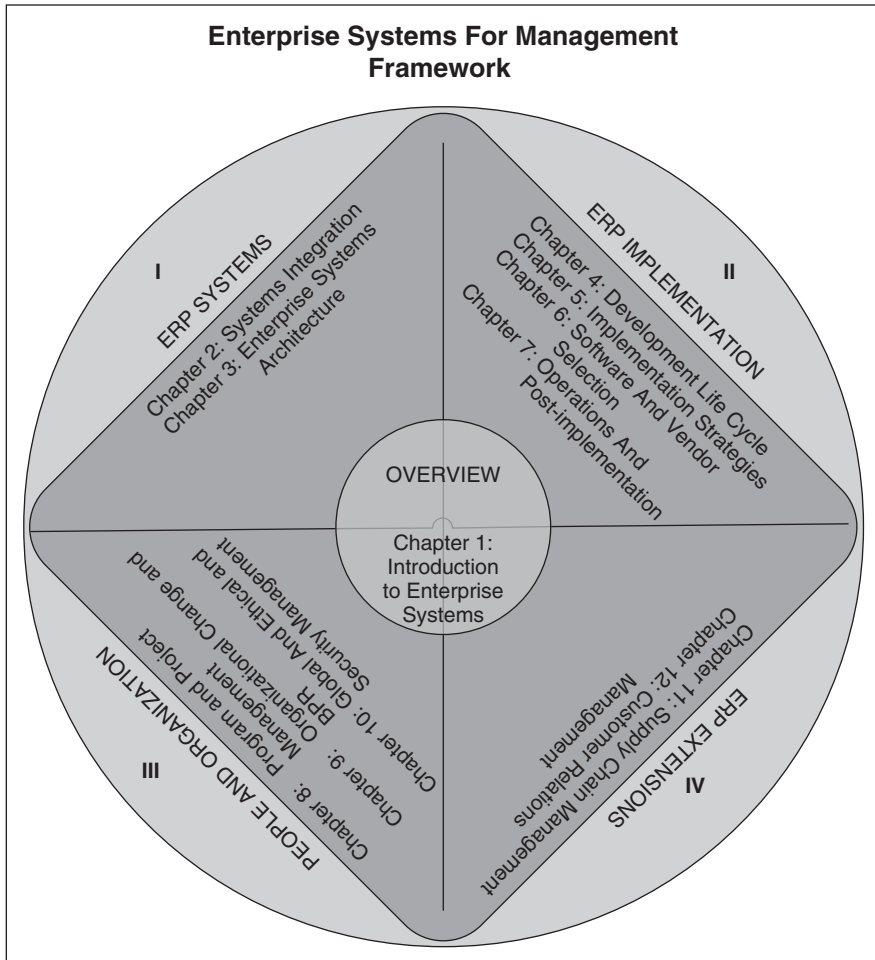 Enterprise Systems For Management
Framework
I
ERP SYSTEMS
Chapter 2: Systems Integration
Chapter 3: Enterprise Systems
Architecture
II
ERP IMPLEMENTATION
Chapter 4: Development Life Cycle
Chapter 5: Implementation Strategies
Chapter 6: Software And Vendor
Selection
Chapter 7: Operations And
Post-implementation
OVERVIEW
Chapter 1:
Introduction
to Enterprise
Systems
III
PEOPLE AND ORGANIZATION
Chapter 8: Program and Project
Management
Chapter 9: Organizational Change and
BPR
Chapter 10: Global And Ethical and
Security Management
IV
ERP EXTENSIONS
Chapter 11: Supply Chain Management
Chapter 12: Customer Relations
Management